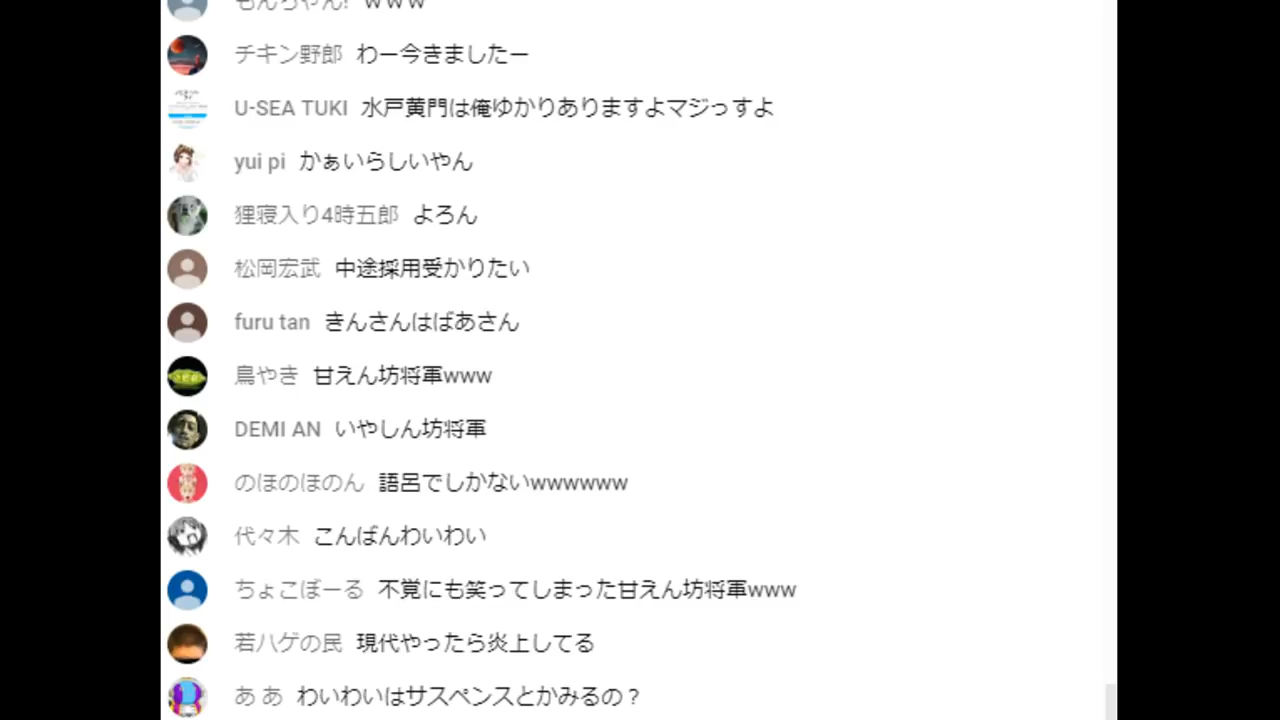 もんちゃん! www
チキン野郎 わー今きましたー
U-SEA TUKI 水戸黄門は俺ゆかりありますよマジっすよ
yui pi かぁいらしいやん
狸寝入り4時五郎 よろん
松岡宏武 中途採用受かりたい
furu tan きんさんはばあさん
鳥やき 甘えん坊将軍www
DEMI AN いやしん坊将軍
のほのほのん 語呂でしかないwwwwww
代々木 こんばんわいわい
ちょこぼーる 不覚にも笑ってしまった甘えん坊将軍www
若ハゲの民 現代やったら炎上してる
あ あ わいわいはサスペンスとかみるの？